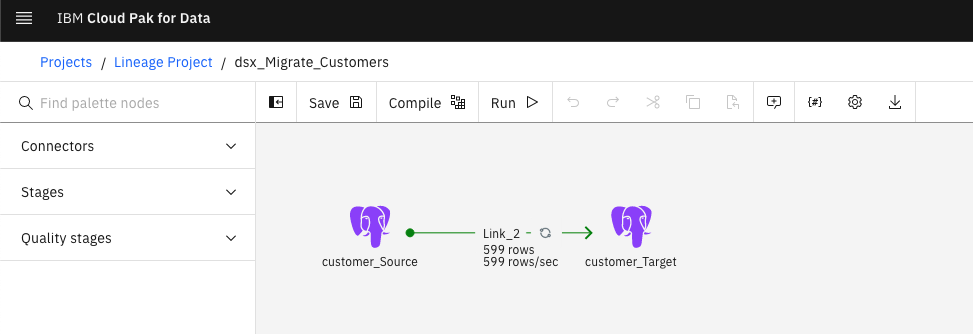 IBM Cloud Pak for Data
Projects / Lineage Project / dsx_Migrate_Customers
Find palette nodes
Save
Compile
Run
{#}
Connectors
Stages
Quality stages
Link_2
599 rows
599 rows/sec
customer_Source
customer_Target